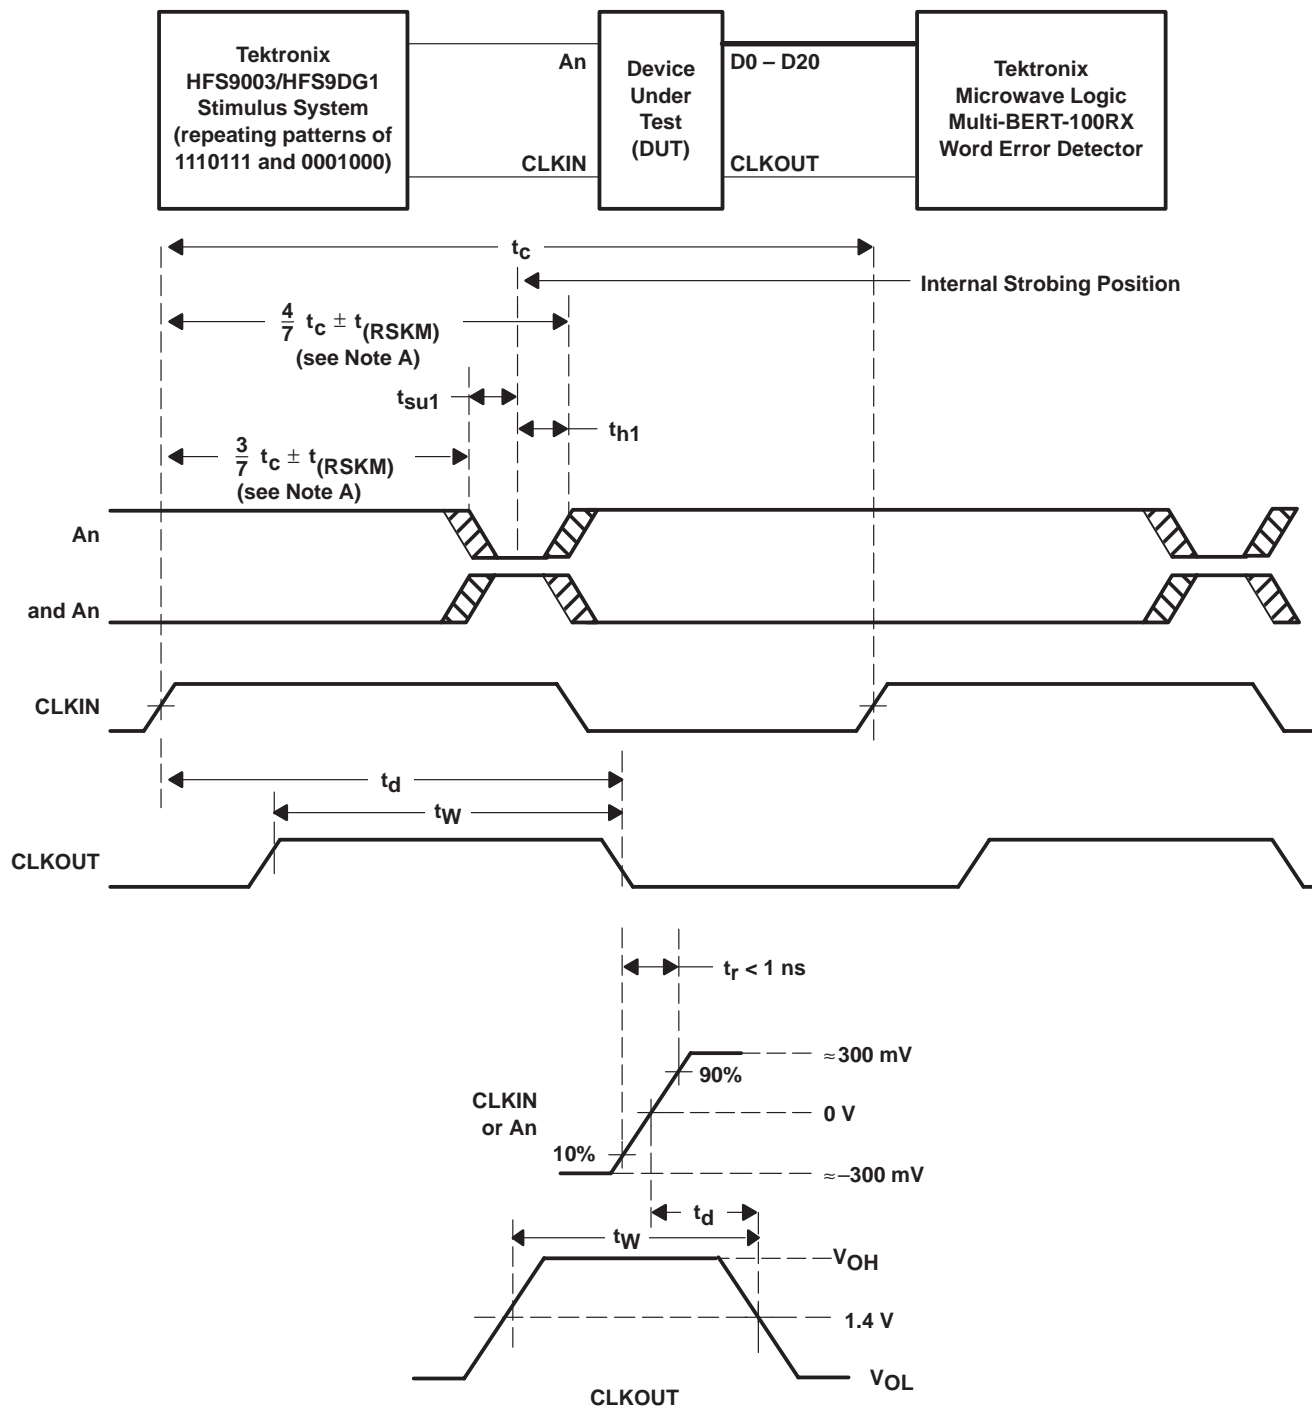 Tektronix
HFS9003/HFS9DG1
Stimulus System
(repeating patterns of
1110111 and 0001000)
An
CLKIN
Device
Under
Test
(DUT)
D0 – D20
CLKOUT
Tektronix
Microwave Logic
Multi-BERT-100RX
Word Error Detector
tc
Internal Strobing Position
4/7 tc ± t(RSKM)
(see Note A)
tsu1
th1
3/7 tc ± t(RSKM)
(see Note A)
An
and An
CLKIN
td
tW
CLKOUT
tr < 1 ns
≈300 mV
90%
CLKIN
or An
0 V
10%
≈–300 mV
td
tW
VOH
1.4 V
VOL
CLKOUT